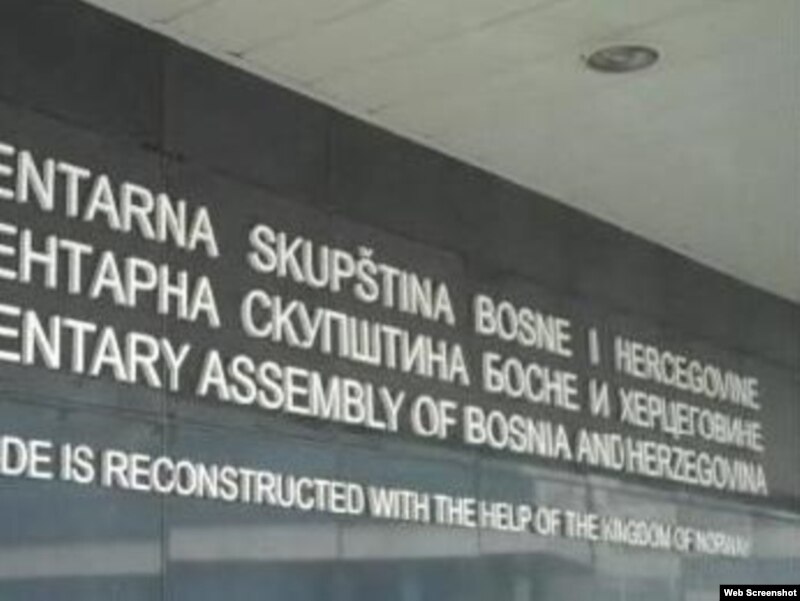 ENTARNA SKUPŠTINA BOSNE I HERCEGOVINE
ЕНТАРНА СКУПШТИНА БОСНЕ И ХЕРЦЕГОВИНЕ
ENTARY ASSEMBLY OF BOSNIA AND HERZEGOVINA
DE IS RECONSTRUCTED WITH THE HELP OF THE KINGDOM OF NORWAY
Web Screenshot